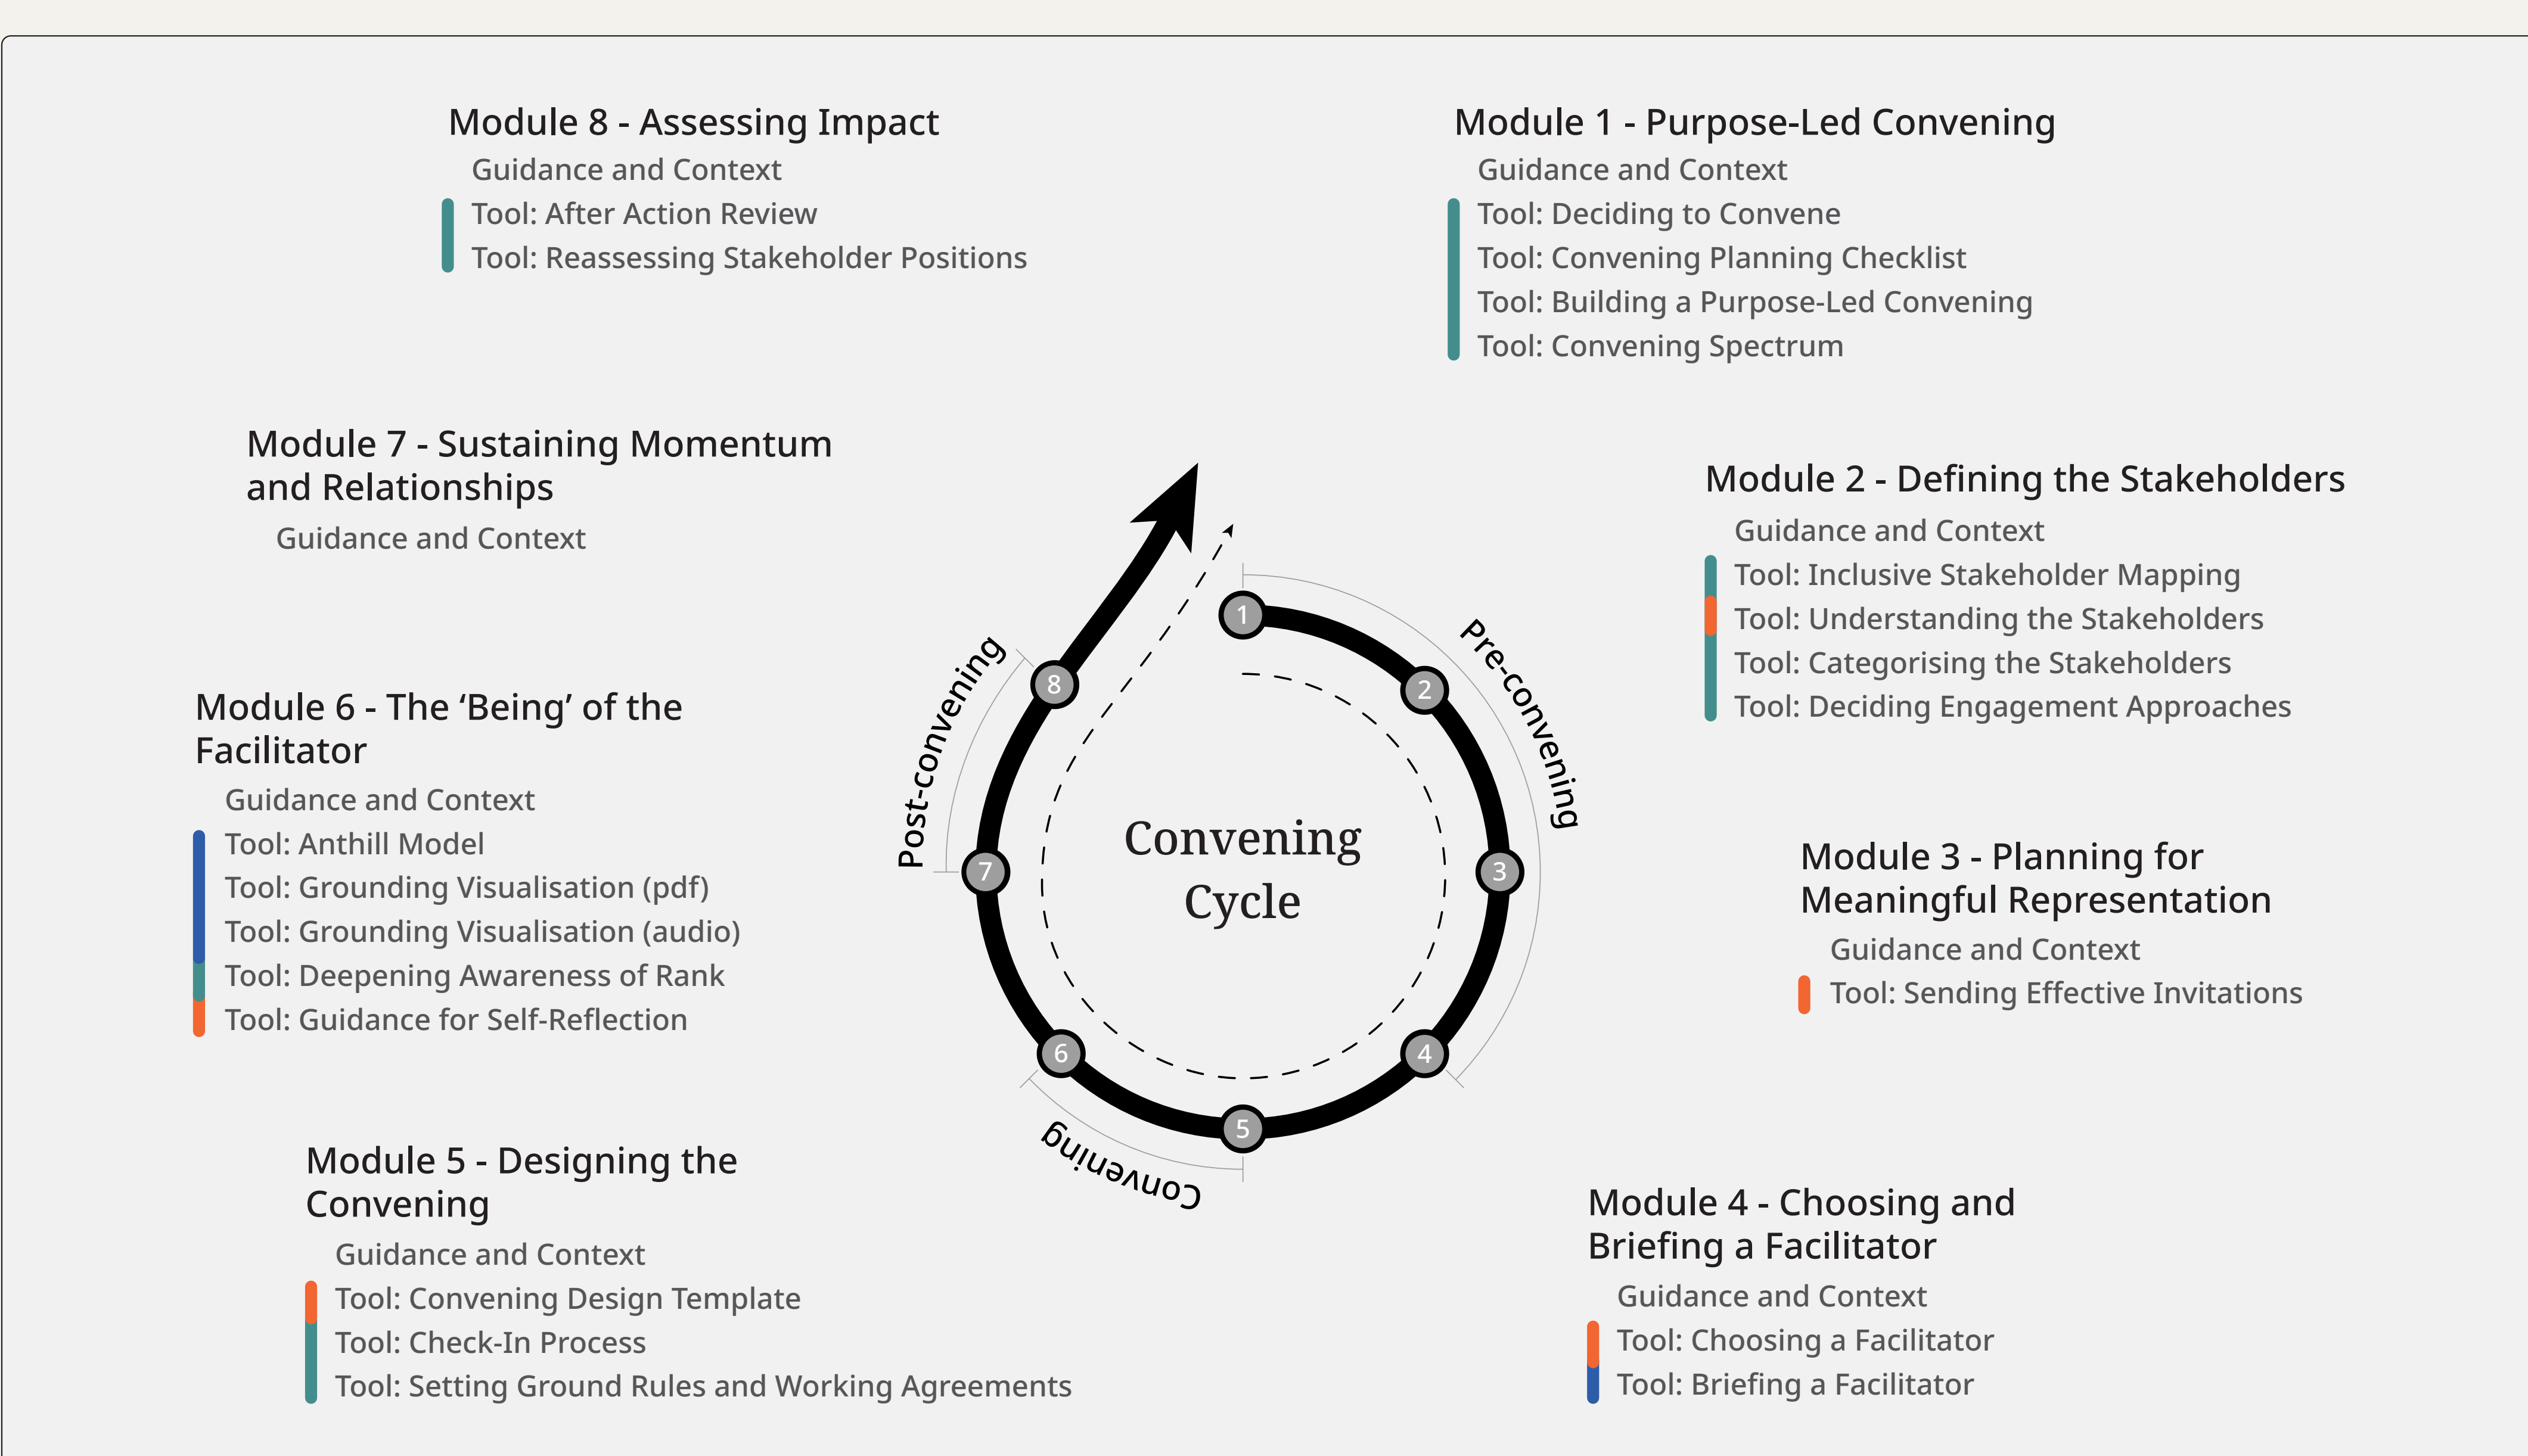 Module 8 - Assessing Impact
Guidance and Context
Tool: After Action Review
Tool: Reassessing Stakeholder Positions
Module 1 - Purpose-Led Convening
Guidance and Context
Tool: Deciding to Convene
Tool: Convening Planning Checklist
Tool: Building a Purpose-Led Convening
Tool: Convening Spectrum
Module 7 - Sustaining Momentum
and Relationships
Guidance and Context
Module 2 - Defining the Stakeholders
Guidance and Context
Tool: Inclusive Stakeholder Mapping
Tool: Understanding the Stakeholders
Tool: Categorising the Stakeholders
Tool: Deciding Engagement Approaches
Module 6 - The ‘Being’ of the
Facilitator
Guidance and Context
Tool: Anthill Model
Tool: Grounding Visualisation (pdf)
Tool: Grounding Visualisation (audio)
Tool: Deepening Awareness of Rank
Tool: Guidance for Self-Reflection
Convening
Cycle
1
2
3
4
5
6
7
8
Pre-convening
Convening
Post-convening
Module 3 - Planning for
Meaningful Representation
Guidance and Context
Tool: Sending Effective Invitations
Module 5 - Designing the
Convening
Guidance and Context
Tool: Convening Design Template
Tool: Check-In Process
Tool: Setting Ground Rules and Working Agreements
Module 4 - Choosing and
Briefing a Facilitator
Guidance and Context
Tool: Choosing a Facilitator
Tool: Briefing a Facilitator